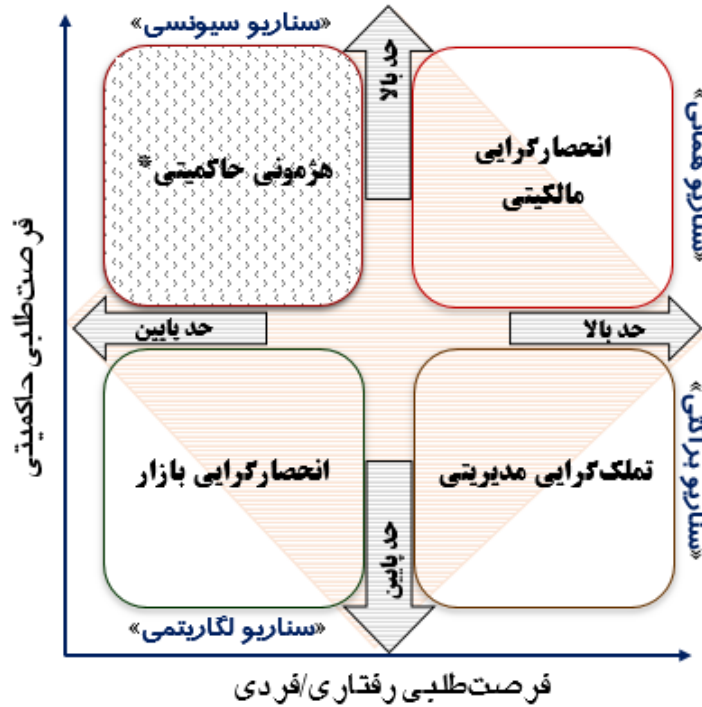 «سناریو سیونسی»
حد بالا
هژمونی حاکمیتی*
انحصارگرایی
مالکیتی
«سناریو همانی»
فرصت‌طلبی حاکمیتی
حد پایین
حد بالا
انحصارگرایی بازار
تملک‌گرایی مدیریتی
«سناریو براکتی»
حد پایین
«سناریو لگاریتمی»
فرصت‌طلبی رفتاری/فردی